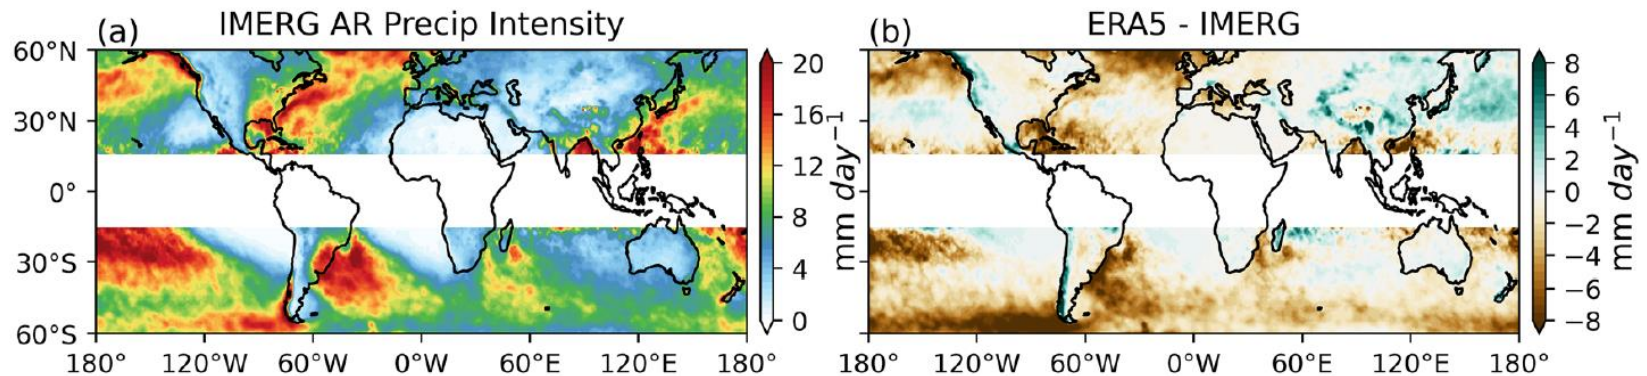 (a) IMERG AR Precip Intensity
60°N
30°N
0°
30°S
60°S
180° 120°W 60°W 0°W 60°E 120°E 180°
20
16
12
8
4
0
mm day⁻¹
(b) ERA5 - IMERG
180° 120°W 60°W 0°W 60°E 120°E 180°
8
6
4
2
0
−2
−4
−6
−8
mm day⁻¹